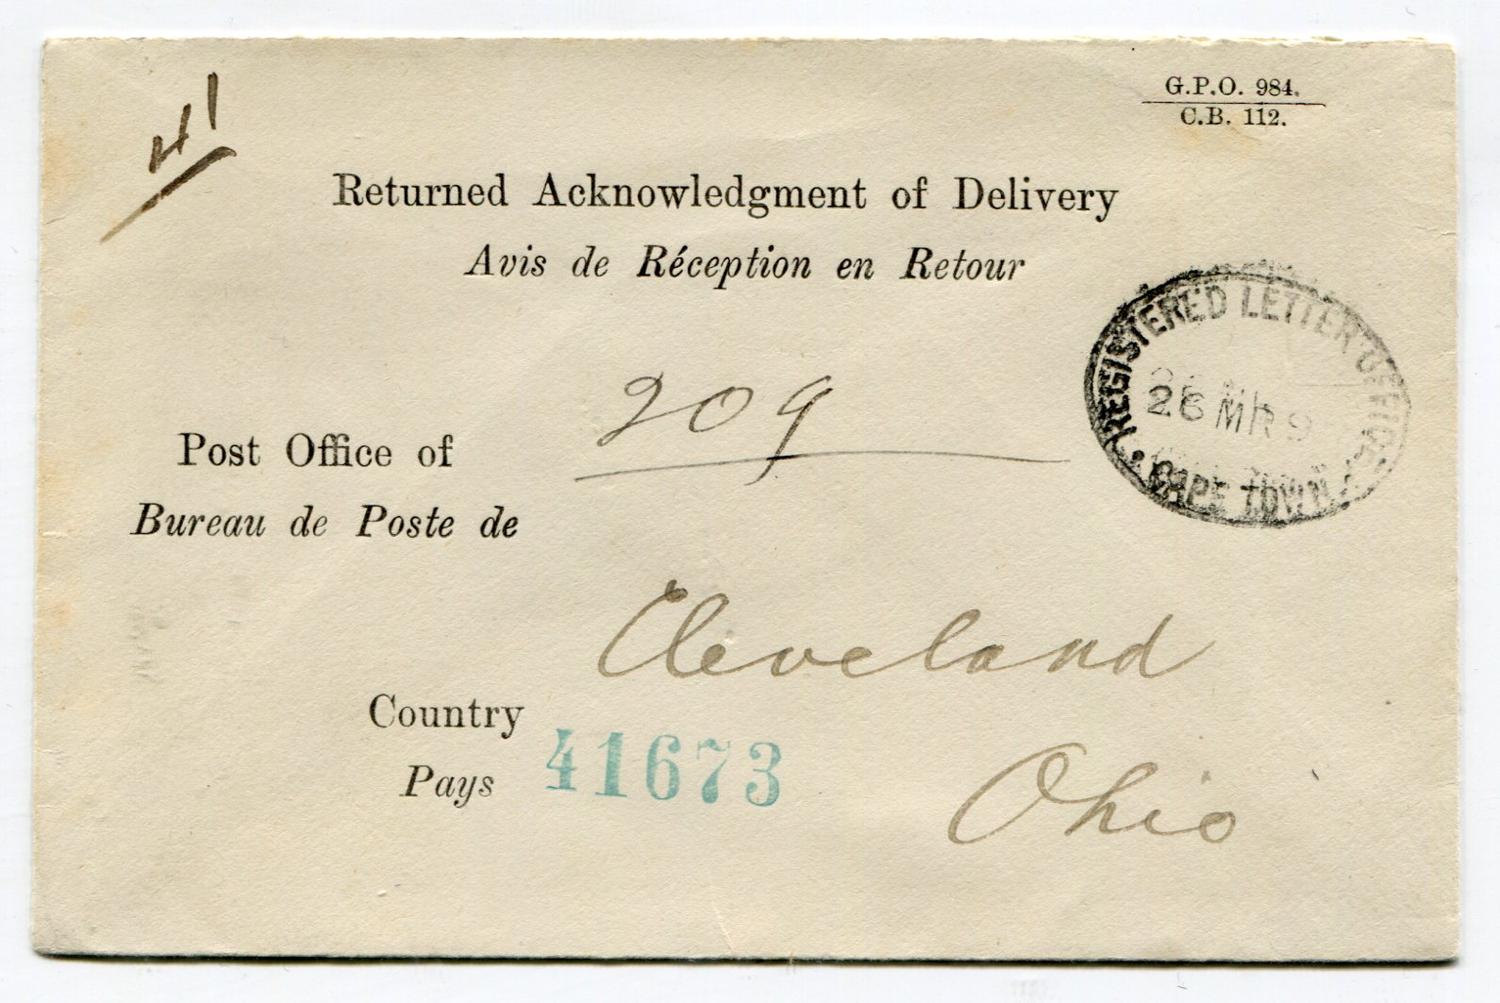 41
G.P.O. 984.
C.B. 112.
Returned Acknowledgment of Delivery
Avis de Réception en Retour
REGISTERED LETTER OFFICE
26 MR 9
CAPE TOWN
209
Post Office of
Bureau de Poste de
Cleveland
Country
Pays
41673
Ohio